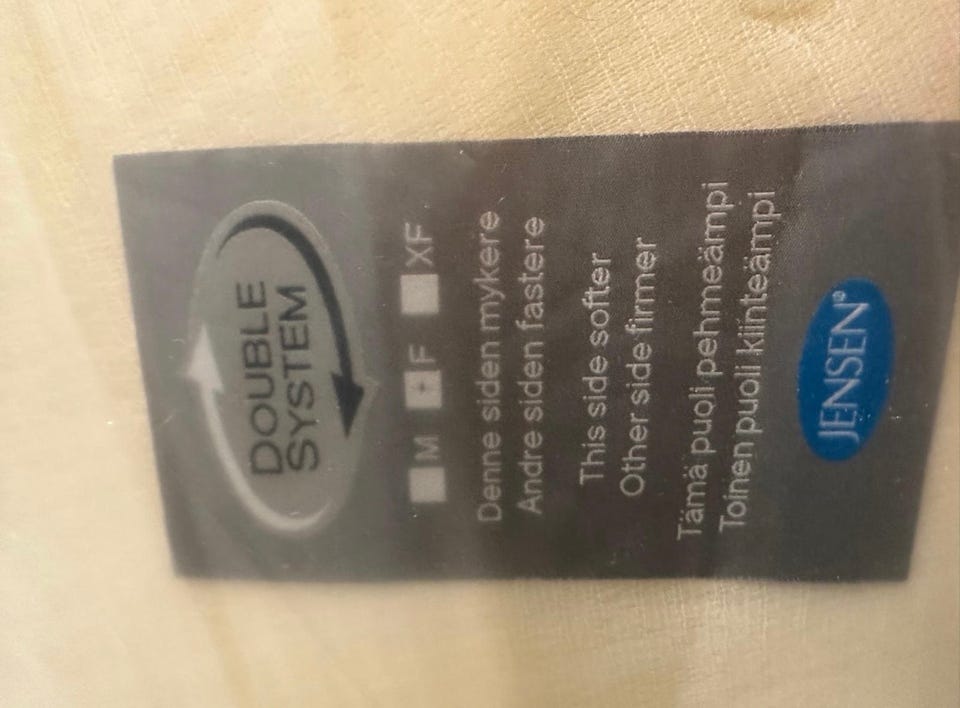 DOUBLE
SYSTEM
M + F XF
Denne siden mykere
Andre siden fastere
This side softer
Other side firmer
Tämä puoli pehmeämpi
Toinen puoli kiinteämpi
JENSEN®